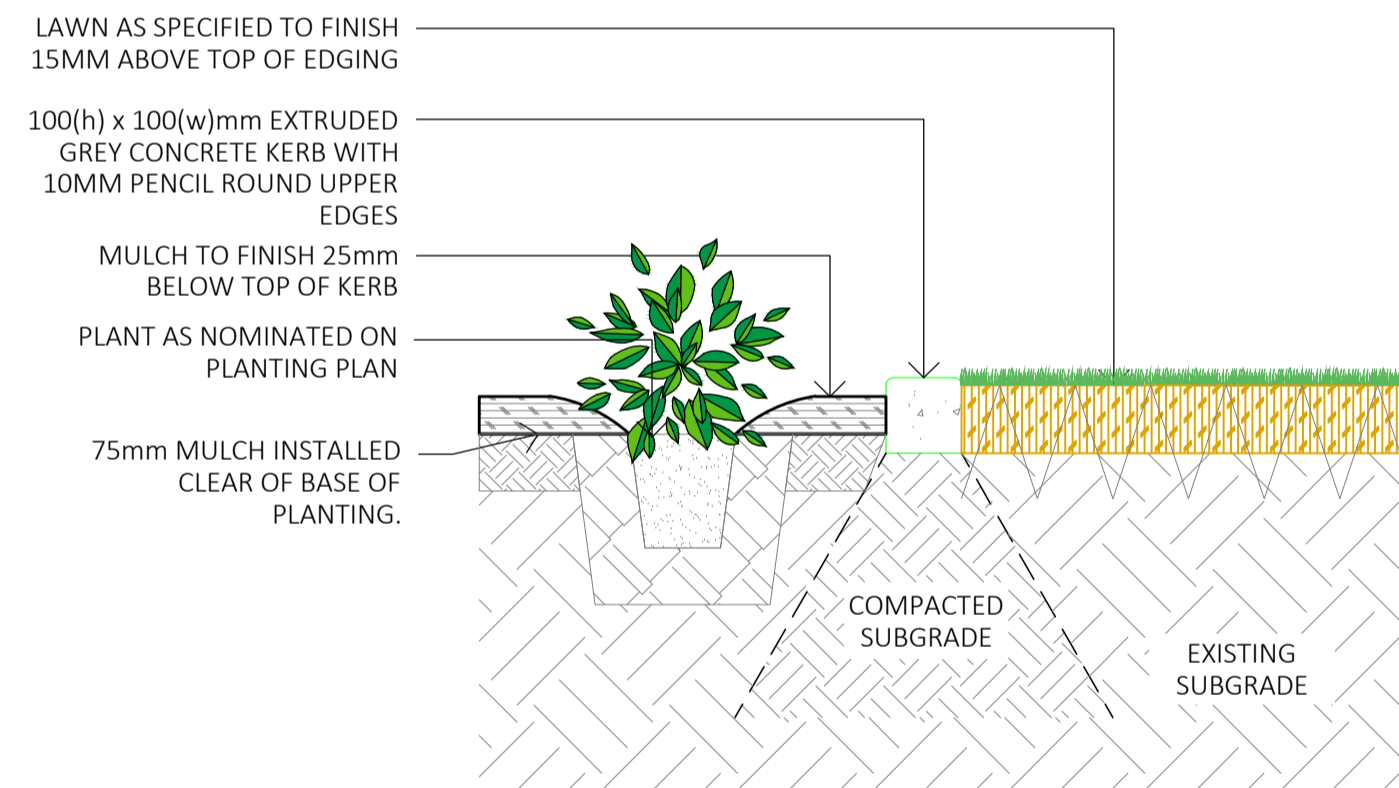 LAWN AS SPECIFIED TO FINISH
15MM ABOVE TOP OF EDGING
100(h) x 100(w)mm EXTRUDED
GREY CONCRETE KERB WITH
10MM PENCIL ROUND UPPER
EDGES
MULCH TO FINISH 25mm
BELOW TOP OF KERB
PLANT AS NOMINATED ON
PLANTING PLAN
75mm MULCH INSTALLED
CLEAR OF BASE OF
PLANTING.
COMPACTED
SUBGRADE
EXISTING
SUBGRADE